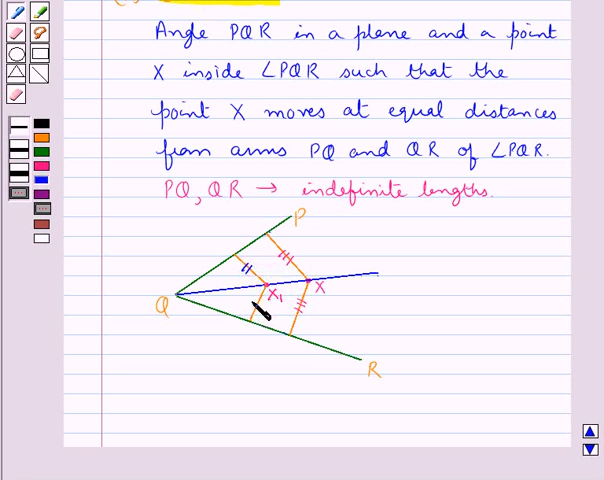 Angle PQR in a plane and a point
X inside ∠PQR such that the
point X moves at equal distances
from arms PQ and QR of ∠PQR.
PQ, QR → indefinite lengths.
P
Q
X1
X
R